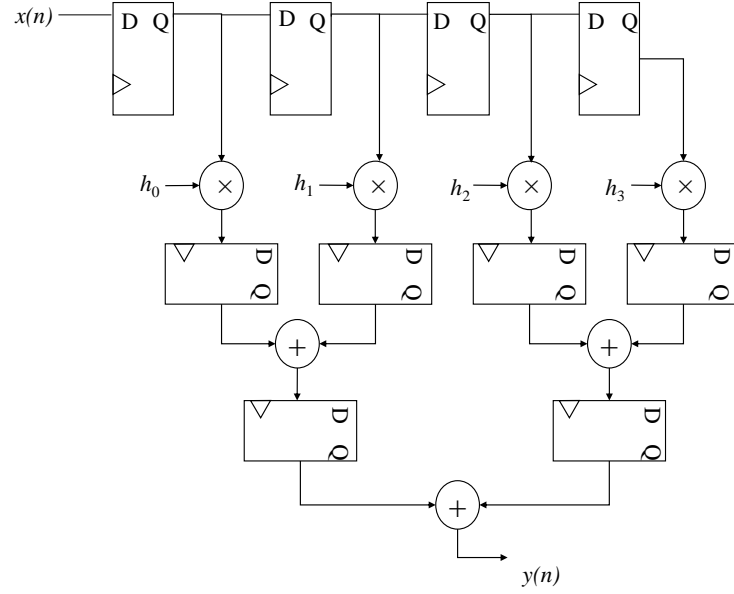 x(n) D Q D Q D Q D Q
h0 × h1 × h2 × h3 ×
D D D D
Q Q Q Q
+ +
D D
Q Q
+
y(n)